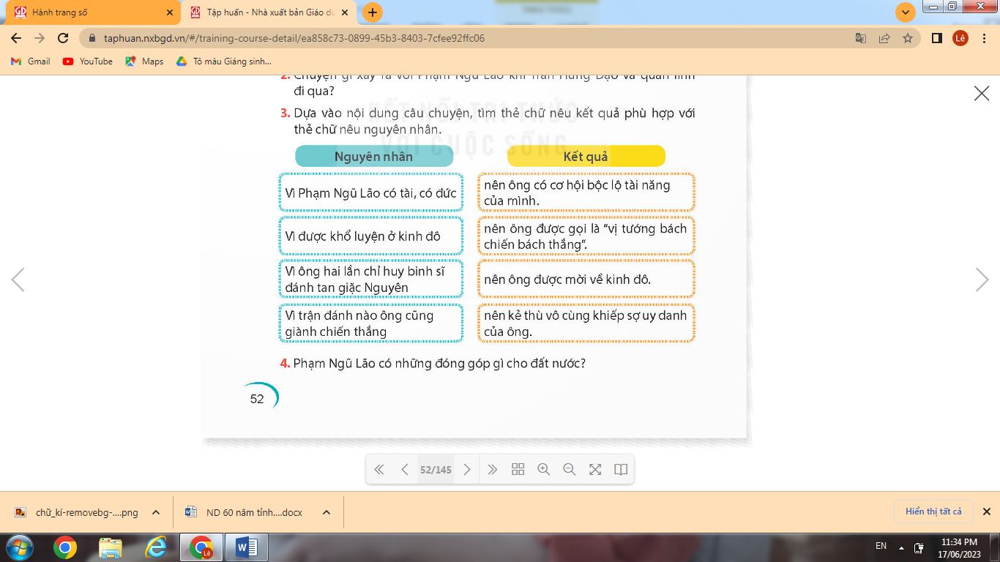 Hành trang số
Tập huấn - Nhà xuất bản Giáo dụ
taphuan.nxbgd.vn/#/training-course-detail/ea858c73-0899-45b3-8403-7cfee92ffc06
Lê
Gmail
YouTube
Maps
Tô màu Giáng sinh...
2. Chuyện gì xảy ra với Phạm Ngũ Lão khi Trần Hưng Đạo và quân lính
đi qua?
3. Dựa vào nội dung câu chuyện, tìm thẻ chữ nêu kết quả phù hợp với
thẻ chữ nêu nguyên nhân.
KẾT NỐI TRI THỨC
VỚI CUỘC SỐNG
Nguyên nhân
Kết quả
Vì Phạm Ngũ Lão có tài, có đức
nên ông có cơ hội bộc lộ tài năng
của mình.
Vì được khổ luyện ở kinh đô
nên ông được gọi là “vị tướng bách
chiến bách thắng”.
Vì ông hai lần chỉ huy binh sĩ
đánh tan giặc Nguyên
nên ông được mời về kinh đô.
Vì trận đánh nào ông cũng
giành chiến thắng
nên kẻ thù vô cùng khiếp sợ uy danh
của ông.
4. Phạm Ngũ Lão có những đóng góp gì cho đất nước?
52
52/145
chữ_kí-removebg-....png
ND 60 năm tỉnh....docx
Hiển thị tất cả
Lê
EN
11:34 PM
17/06/2023